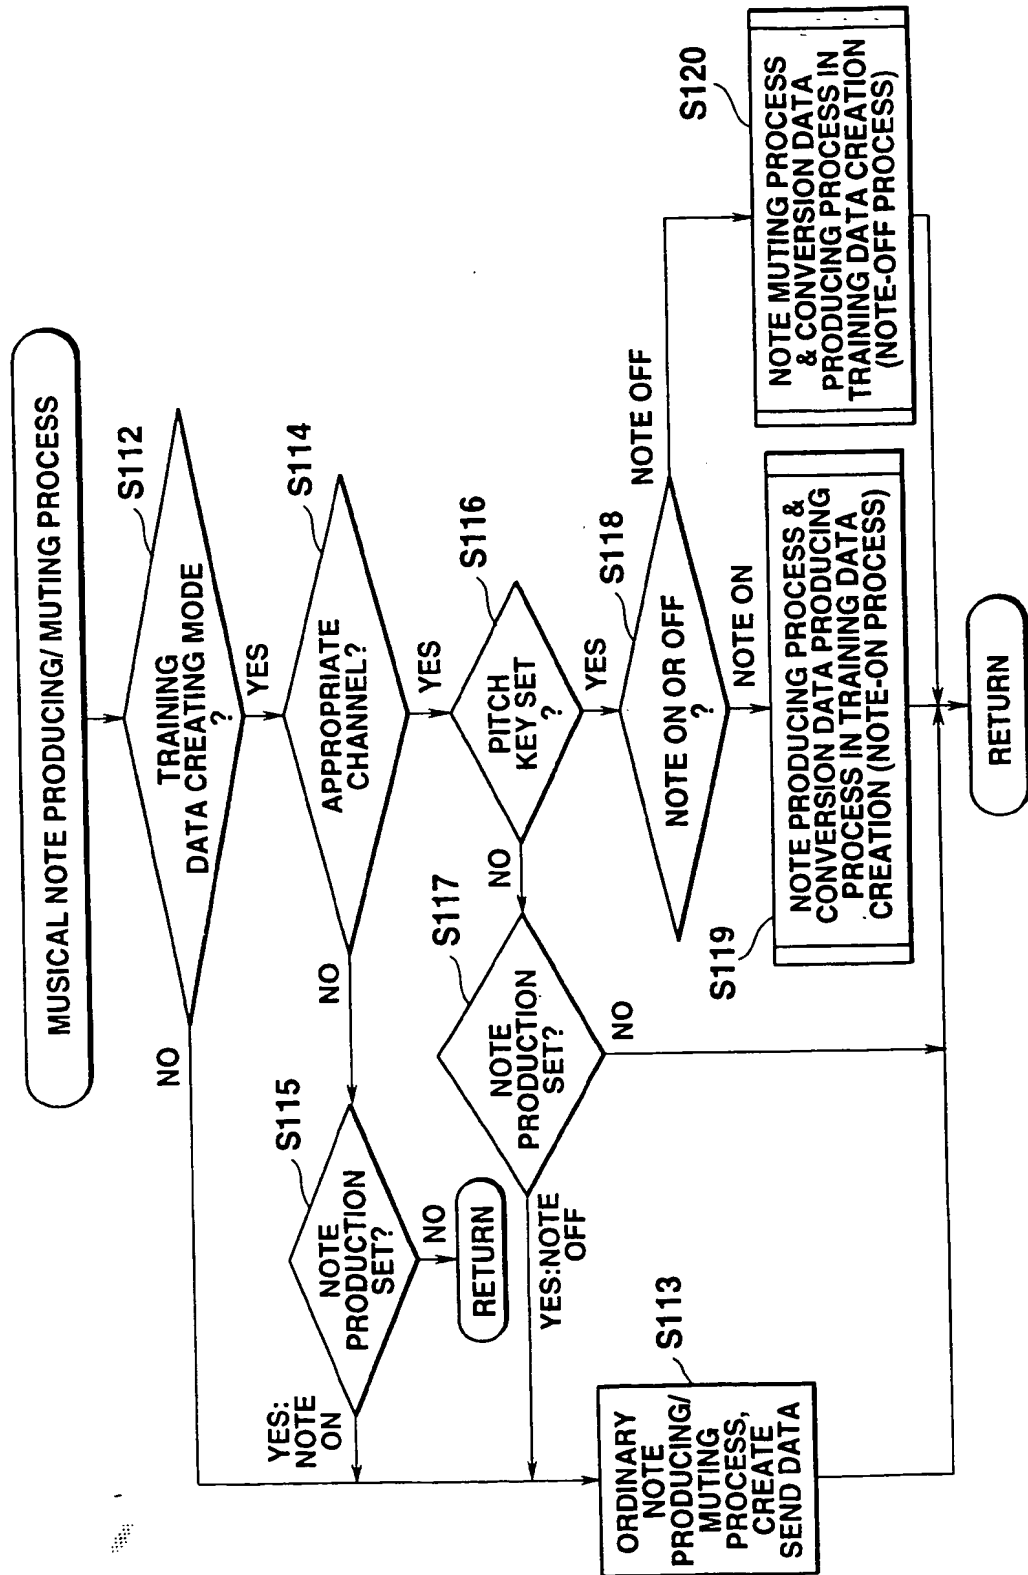 MUSICAL NOTE PRODUCING/ MUTING PROCESS
S112
TRAINING
DATA CREATING MODE
?
NO
YES
S114
APPROPRIATE
CHANNEL?
NO
YES
S115
NOTE
PRODUCTION
SET?
YES:
NOTE
ON
NO
RETURN
S116
PITCH
KEY SET
?
NO
YES
S117
NOTE
PRODUCTION
SET?
YES:NOTE
OFF
NO
S118
NOTE ON OR OFF
?
NOTE OFF
NOTE ON
S113
ORDINARY
NOTE
PRODUCING/
MUTING
PROCESS,
CREATE
SEND DATA
S119
NOTE PRODUCING PROCESS &
CONVERSION DATA PRODUCING
PROCESS IN TRAINING DATA
CREATION (NOTE-ON PROCESS)
S120
NOTE MUTING PROCESS
& CONVERSION DATA
PRODUCING PROCESS IN
TRAINING DATA CREATION
(NOTE-OFF PROCESS)
RETURN